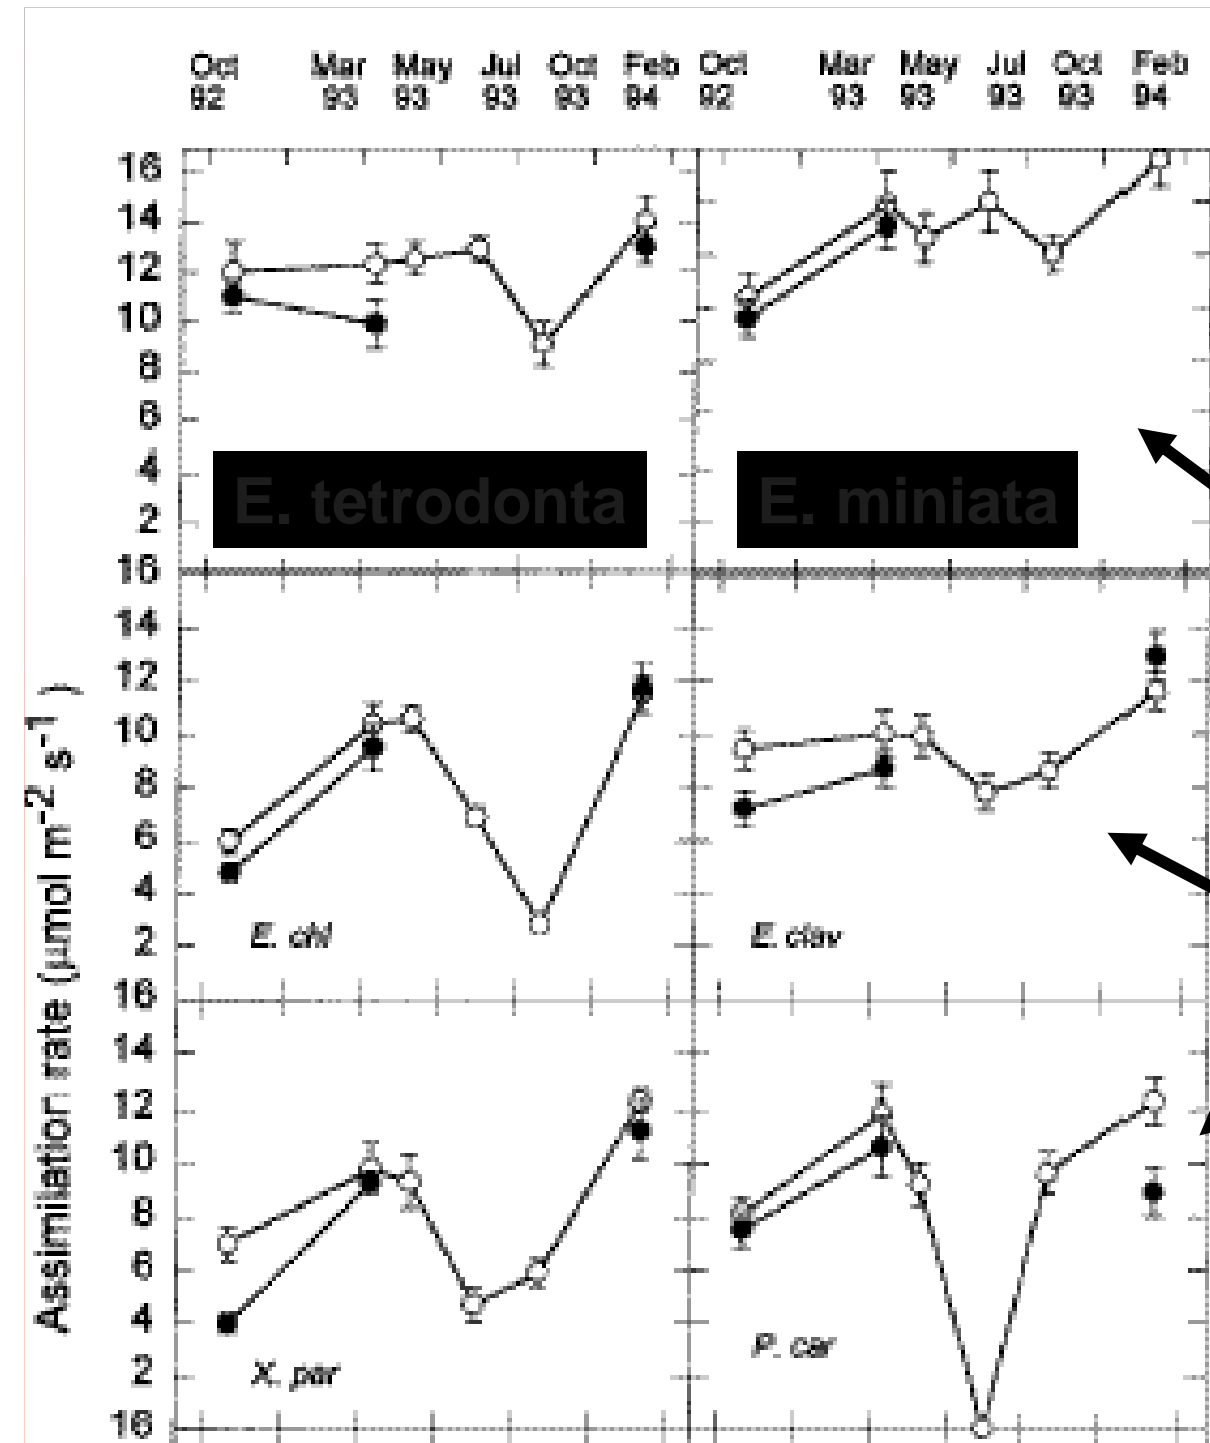 Oct Mar May Jul Oct Feb Oct Mar May Jul Oct Feb
92 93 93 93 93 94 92 93 93 93 93 94
16
14
12
10
8
6
4
2
E. tetrodonta
E. miniata
16
14
12
10
8
6
4
2
E. chl
E. clav
16
14
12
10
8
6
4
2
X. par
P. car
16
Assimilation rate (μmol m⁻² s⁻¹)